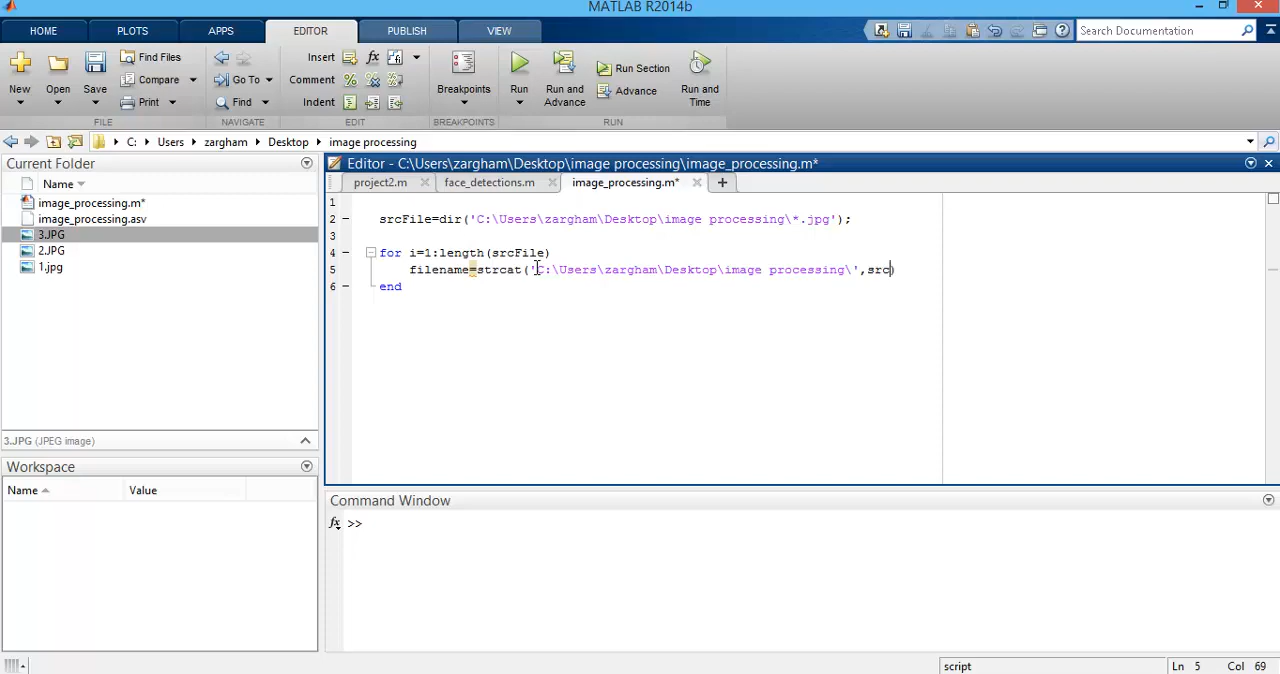 MATLAB R2014b
HOME PLOTS APPS EDITOR PUBLISH VIEW Search Documentation
New Open Save Find Files Compare Print
Insert Comment Indent
Go To Find
Breakpoints Run Run and Advance Run Section Advance Run and Time
FILE NAVIGATE EDIT BREAKPOINTS RUN
C: Users zargham Desktop image processing
Current Folder
Name
image_processing.m*
image_processing.asv
3.JPG
2.JPG
1.jpg
3.JPG (JPEG image)
Workspace
Name Value
Editor - C:\Users\zargham\Desktop\image processing\image_processing.m*
project2.m face_detections.m image_processing.m*
1
2 srcFile=dir('C:\Users\zargham\Desktop\image processing\*.jpg');
3
4 for i=1:length(srcFile)
5 filename=strcat('C:\Users\zargham\Desktop\image processing\',src)
6 end
Command Window
fx >>
script Ln 5 Col 69